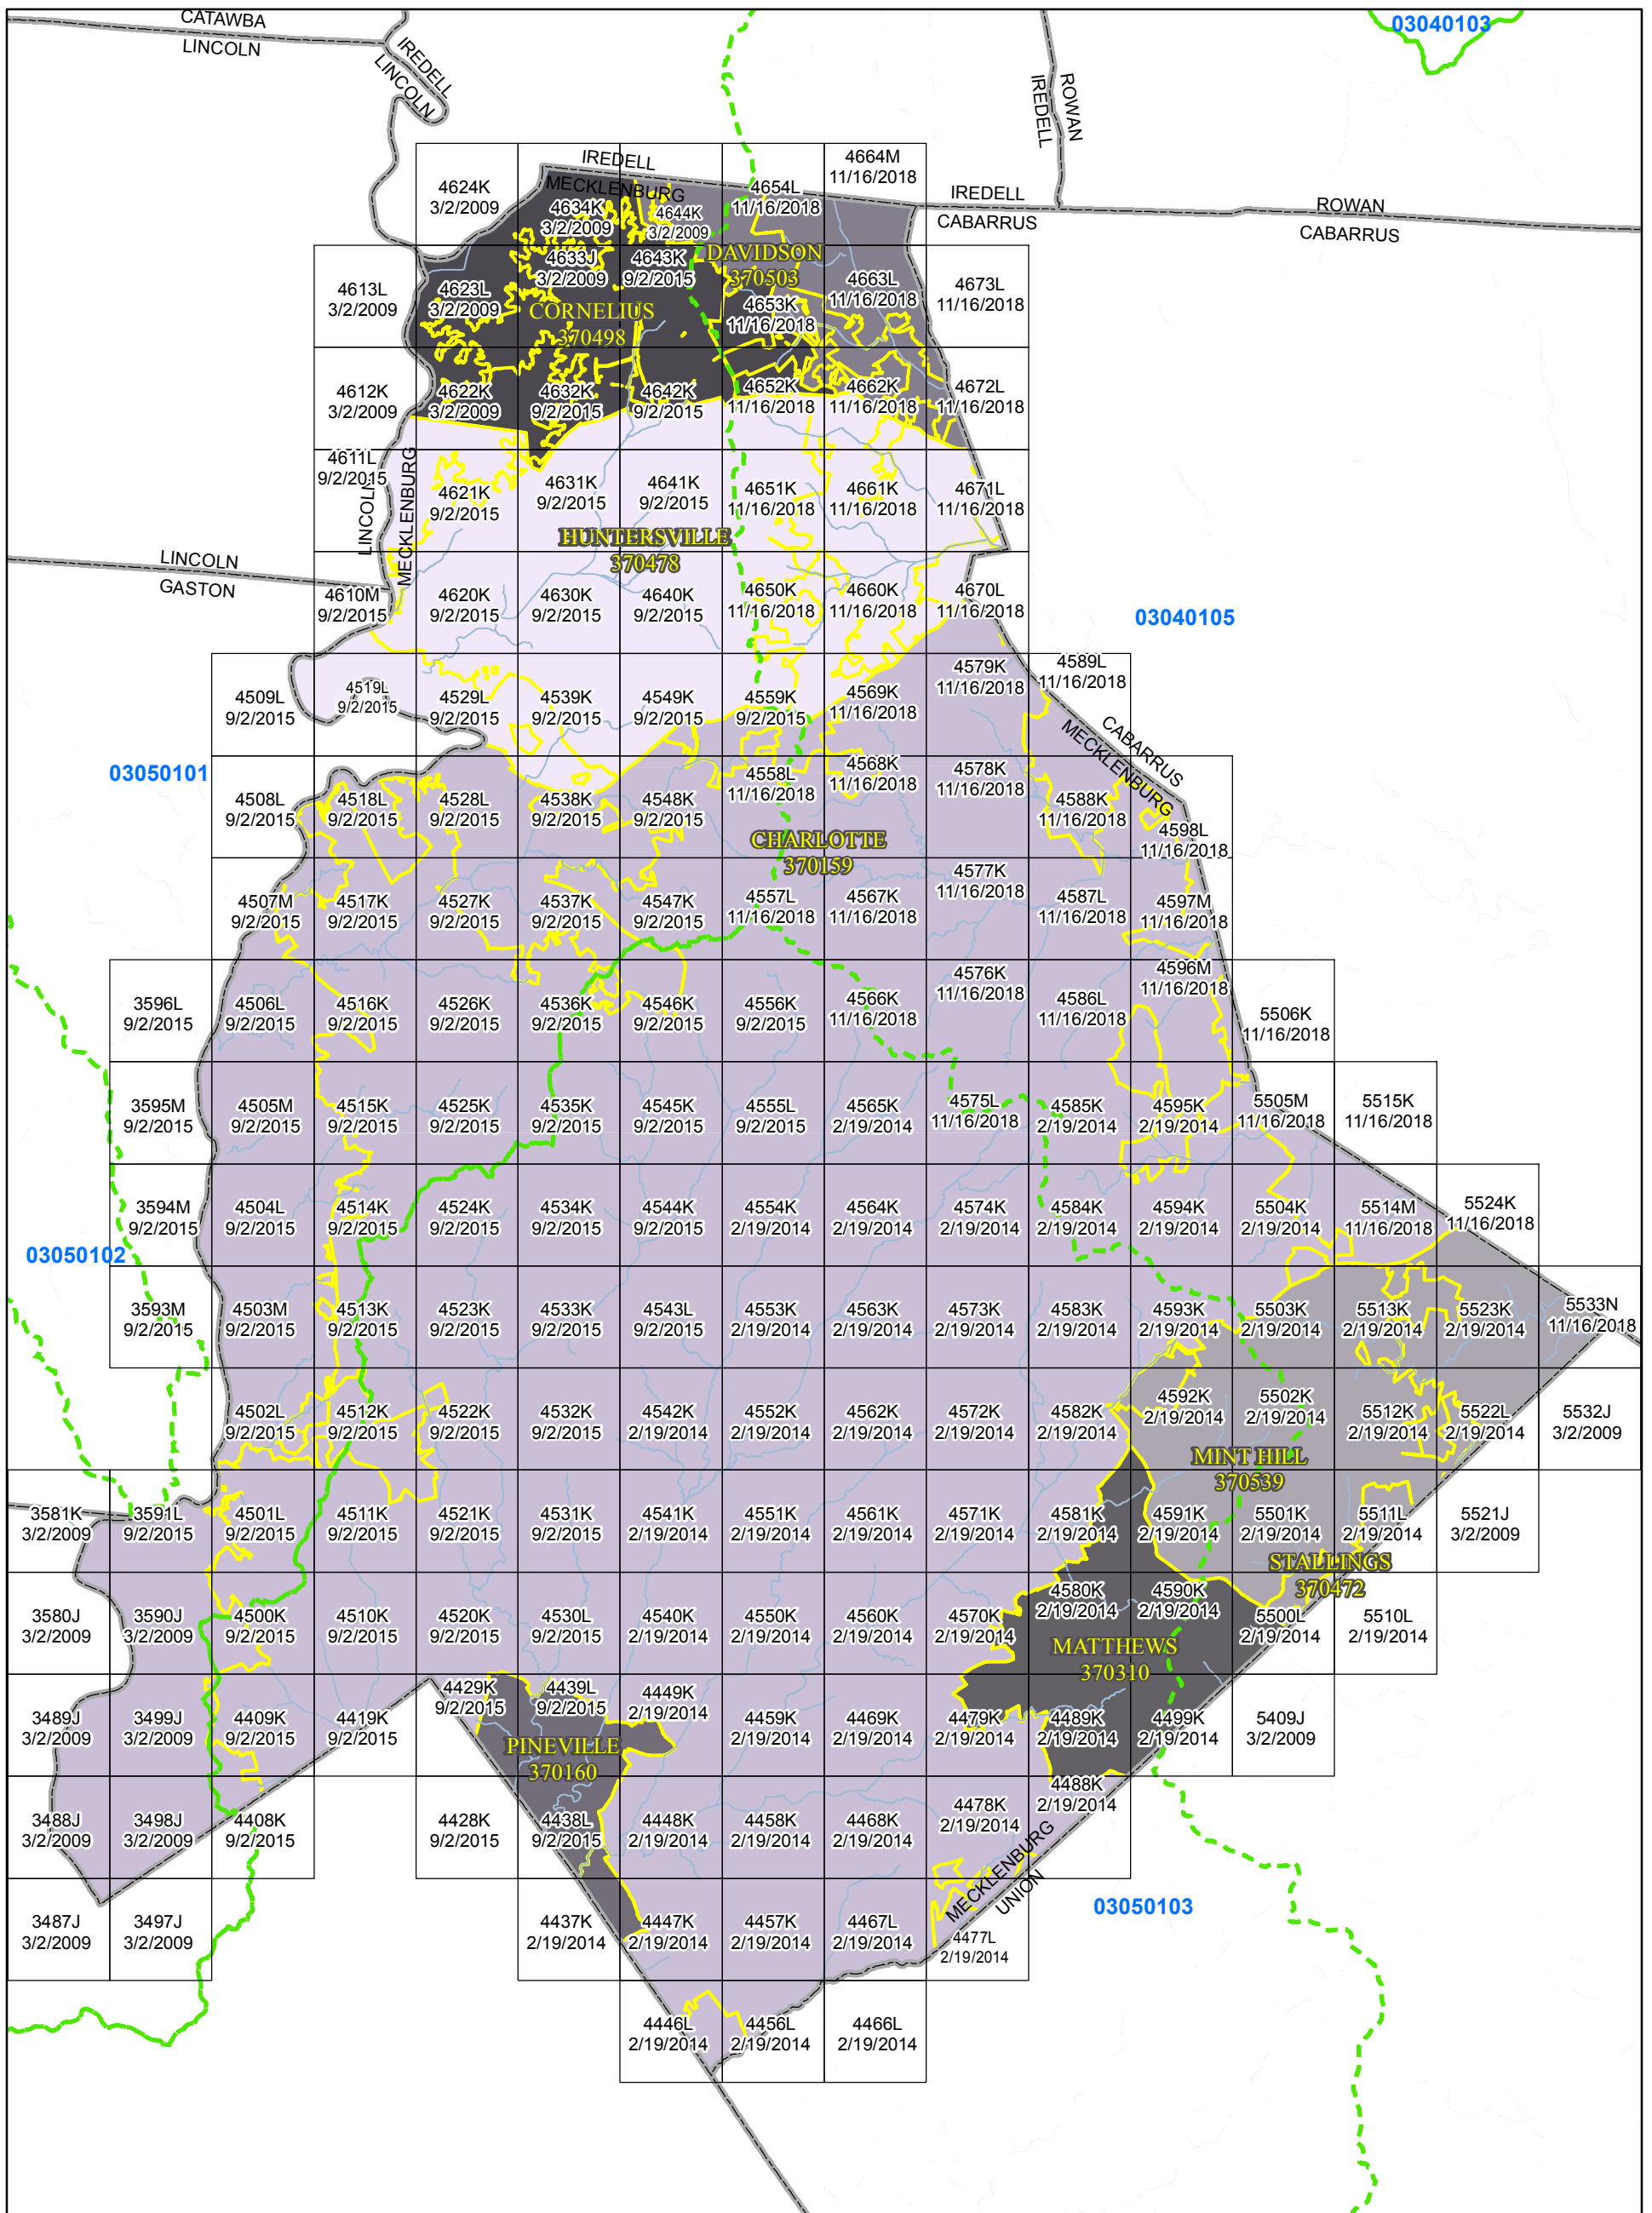 CATAWBA
LINCOLN
IREDELL
LINCOLN
03040103
ROWAN
IREDELL
IREDELL
MECKLENBURG
IREDELL
CABARRUS
ROWAN
CABARRUS
4624K
3/2/2009
4634K
3/2/2009
4644K
3/2/2009
4654L
11/16/2018
4664M
11/16/2018
DAVIDSON
370503
4613L
3/2/2009
4623L
3/2/2009
4633J
3/2/2009
4643K
9/2/2015
4653K
11/16/2018
4663L
11/16/2018
4673L
11/16/2018
CORNELIUS
370498
4612K
3/2/2009
4622K
3/2/2009
4632K
9/2/2015
4642K
9/2/2015
4652K
11/16/2018
4662K
11/16/2018
4672L
11/16/2018
4611L
9/2/2015
4621K
9/2/2015
4631K
9/2/2015
4641K
9/2/2015
4651K
11/16/2018
4661K
11/16/2018
4671L
11/16/2018
LINCOLN
MECKLENBURG
HUNTERSVILLE
370478
LINCOLN
GASTON
4610M
9/2/2015
4620K
9/2/2015
4630K
9/2/2015
4640K
9/2/2015
4650K
11/16/2018
4660K
11/16/2018
4670L
11/16/2018
03040105
4509L
9/2/2015
4519L
9/2/2015
4529L
9/2/2015
4539K
9/2/2015
4549K
9/2/2015
4559K
9/2/2015
4569K
11/16/2018
4579K
11/16/2018
4589L
11/16/2018
CABARRUS
MECKLENBURG
03050101
4508L
9/2/2015
4518L
9/2/2015
4528L
9/2/2015
4538K
9/2/2015
4548K
9/2/2015
4558L
11/16/2018
4568K
11/16/2018
4578K
11/16/2018
4588K
11/16/2018
4598L
11/16/2018
CHARLOTTE
370159
4507M
9/2/2015
4517K
9/2/2015
4527K
9/2/2015
4537K
9/2/2015
4547K
9/2/2015
4557L
11/16/2018
4567K
11/16/2018
4577K
11/16/2018
4587L
11/16/2018
4597M
11/16/2018
3596L
9/2/2015
4506L
9/2/2015
4516K
9/2/2015
4526K
9/2/2015
4536K
9/2/2015
4546K
9/2/2015
4556K
9/2/2015
4566K
11/16/2018
4576K
11/16/2018
4586L
11/16/2018
4596M
11/16/2018
5506K
11/16/2018
3595M
9/2/2015
4505M
9/2/2015
4515K
9/2/2015
4525K
9/2/2015
4535K
9/2/2015
4545K
9/2/2015
4555L
9/2/2015
4565K
2/19/2014
4575L
11/16/2018
4585K
2/19/2014
4595K
2/19/2014
5505M
11/16/2018
5515K
11/16/2018
3594M
9/2/2015
4504L
9/2/2015
4514K
9/2/2015
4524K
9/2/2015
4534K
9/2/2015
4544K
9/2/2015
4554K
2/19/2014
4564K
2/19/2014
4574K
2/19/2014
4584K
2/19/2014
4594K
2/19/2014
5504K
2/19/2014
5514M
11/16/2018
5524K
11/16/2018
03050102
3593M
9/2/2015
4503M
9/2/2015
4513K
9/2/2015
4523K
9/2/2015
4533K
9/2/2015
4543L
9/2/2015
4553K
2/19/2014
4563K
2/19/2014
4573K
2/19/2014
4583K
2/19/2014
4593K
2/19/2014
5503K
2/19/2014
5513K
2/19/2014
5523K
2/19/2014
5533N
11/16/2018
4502L
9/2/2015
4512K
9/2/2015
4522K
9/2/2015
4532K
9/2/2015
4542K
2/19/2014
4552K
2/19/2014
4562K
2/19/2014
4572K
2/19/2014
4582K
2/19/2014
4592K
2/19/2014
5502K
2/19/2014
5512K
2/19/2014
5522L
2/19/2014
5532J
3/2/2009
MINT HILL
370539
3581K
3/2/2009
3591L
9/2/2015
4501L
9/2/2015
4511K
9/2/2015
4521K
9/2/2015
4531K
9/2/2015
4541K
2/19/2014
4551K
2/19/2014
4561K
2/19/2014
4571K
2/19/2014
4581K
2/19/2014
4591K
2/19/2014
5501K
2/19/2014
5511L
2/19/2014
5521J
3/2/2009
STALLINGS
370472
3580J
3/2/2009
3590J
3/2/2009
4500K
9/2/2015
4510K
9/2/2015
4520K
9/2/2015
4530L
9/2/2015
4540K
2/19/2014
4550K
2/19/2014
4560K
2/19/2014
4570K
2/19/2014
4580K
2/19/2014
4590K
2/19/2014
5500L
2/19/2014
5510L
2/19/2014
MATTHEWS
370310
3489J
3/2/2009
3499J
3/2/2009
4409K
9/2/2015
4419K
9/2/2015
4429K
9/2/2015
4439L
9/2/2015
4449K
2/19/2014
4459K
2/19/2014
4469K
2/19/2014
4479K
2/19/2014
4489K
2/19/2014
4499K
2/19/2014
5409J
3/2/2009
PINEVILLE
370160
3488J
3/2/2009
3498J
3/2/2009
4408K
9/2/2015
4428K
9/2/2015
4438L
9/2/2015
4448K
2/19/2014
4458K
2/19/2014
4468K
2/19/2014
4478K
2/19/2014
4488K
2/19/2014
MECKLENBURG
UNION
03050103
3487J
3/2/2009
3497J
3/2/2009
4437K
2/19/2014
4447K
2/19/2014
4457K
2/19/2014
4467L
2/19/2014
4477L
2/19/2014
4446L
2/19/2014
4456L
2/19/2014
4466L
2/19/2014